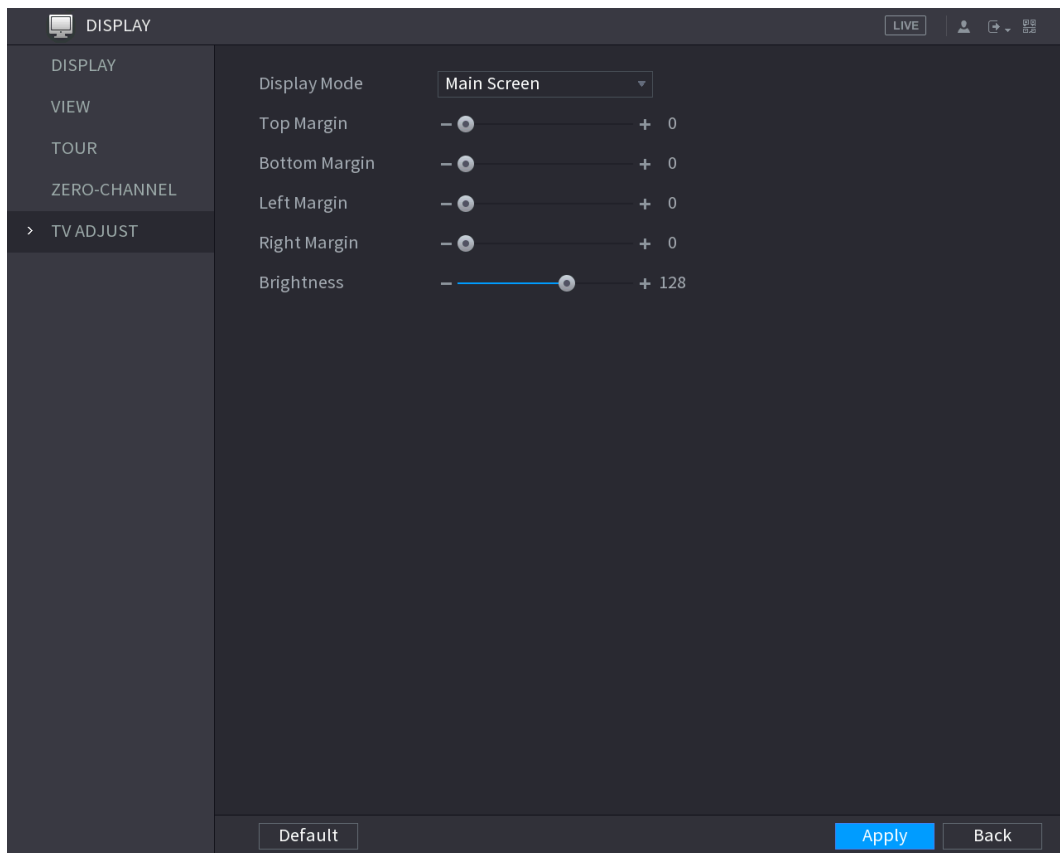 DISPLAY
LIVE
DISPLAY
VIEW
TOUR
ZERO-CHANNEL
TV ADJUST
Display Mode Main Screen
Top Margin 0
Bottom Margin 0
Left Margin 0
Right Margin 0
Brightness 128
Default Apply Back